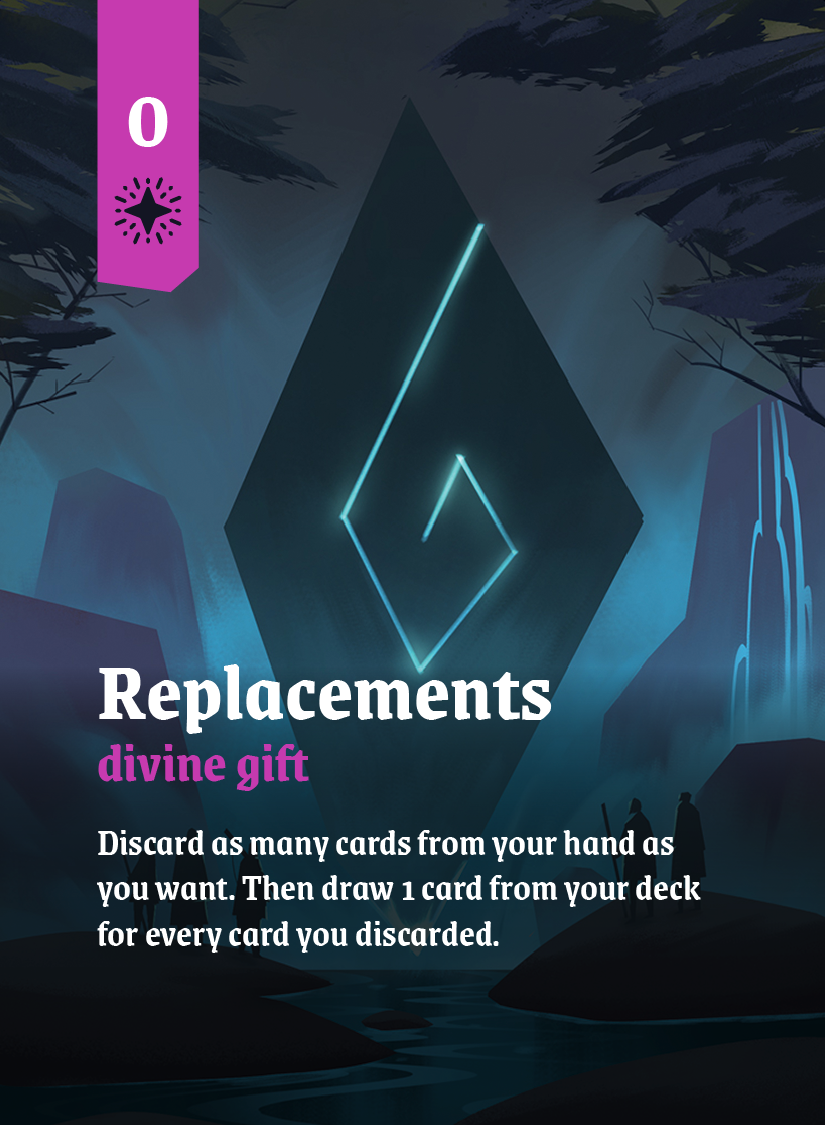 0
Replacements
divine gift
Discard as many cards from your hand as
you want. Then draw 1 card from your deck
for every card you discarded.